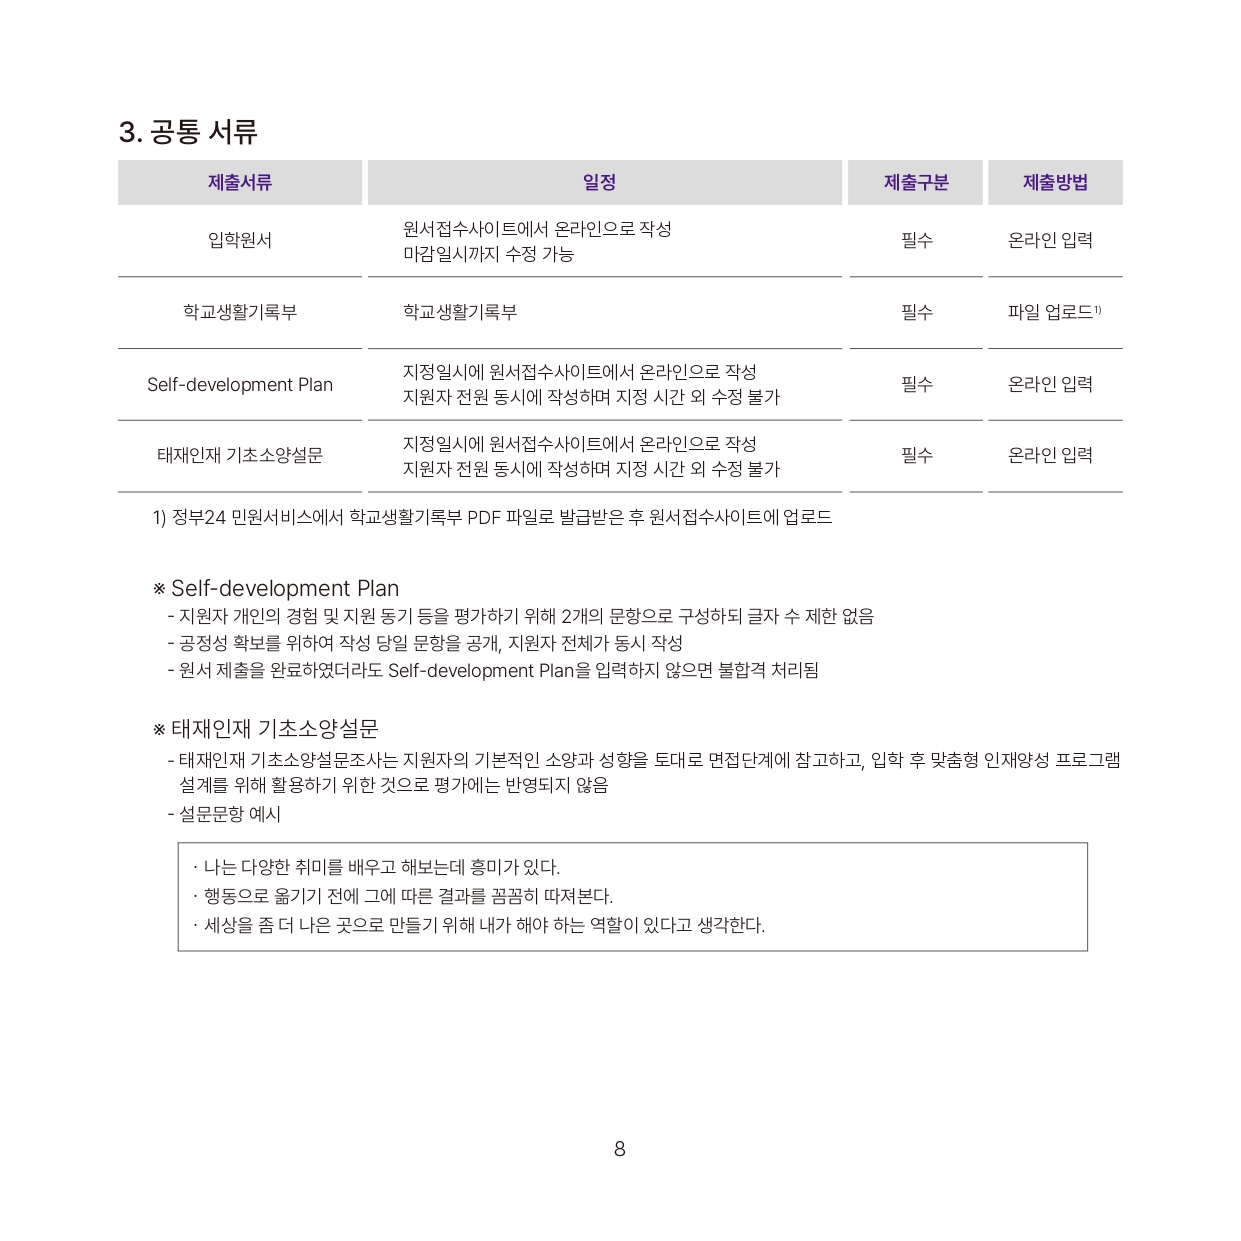 3. 공통 서류
제출서류 일정 제출구분 제출방법
입학원서 원서접수사이트에서 온라인으로 작성 필수 온라인 입력
마감일시까지 수정 가능
학교생활기록부 학교생활기록부 필수 파일 업로드1)
Self-development Plan 지정일시에 원서접수사이트에서 온라인으로 작성 필수 온라인 입력
지원자 전원 동시에 작성하며 지정 시간 외 수정 불가
태재인재 기초소양설문 지정일시에 원서접수사이트에서 온라인으로 작성 필수 온라인 입력
지원자 전원 동시에 작성하며 지정 시간 외 수정 불가
1) 정부24 민원서비스에서 학교생활기록부 PDF 파일로 발급받은 후 원서접수사이트에 업로드
※ Self-development Plan
- 지원자 개인의 경험 및 지원 동기 등을 평가하기 위해 2개의 문항으로 구성하되 글자 수 제한 없음
- 공정성 확보를 위하여 작성 당일 문항을 공개, 지원자 전체가 동시 작성
- 원서 제출을 완료하였더라도 Self-development Plan을 입력하지 않으면 불합격 처리됨
※ 태재인재 기초소양설문
- 태재인재 기초소양설문조사는 지원자의 기본적인 소양과 성향을 토대로 면접단계에 참고하고, 입학 후 맞춤형 인재양성 프로그램
설계를 위해 활용하기 위한 것으로 평가에는 반영되지 않음
- 설문문항 예시
· 나는 다양한 취미를 배우고 해보는데 흥미가 있다.
· 행동으로 옮기기 전에 그에 따른 결과를 꼼꼼히 따져본다.
· 세상을 좀 더 나은 곳으로 만들기 위해 내가 해야 하는 역할이 있다고 생각한다.
8